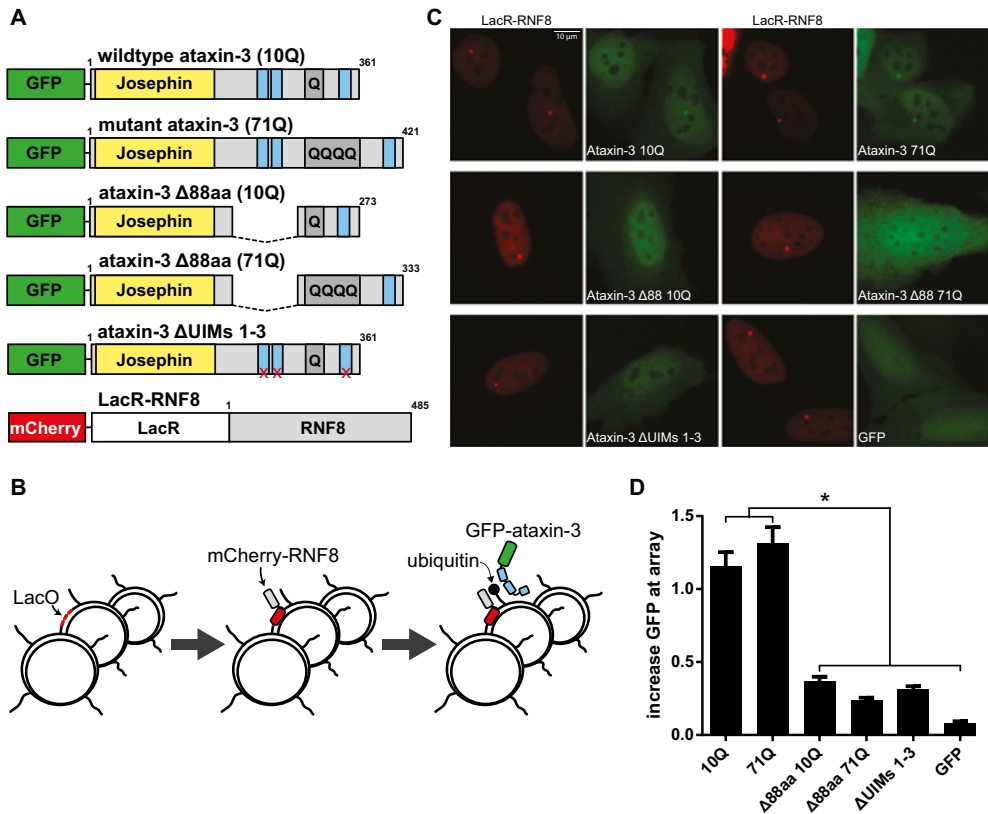 A
wildtype ataxin-3 (10Q)
1
361
GFP
Josephin
Q
mutant ataxin-3 (71Q)
1
421
GFP
Josephin
QQQQ
ataxin-3 Δ88aa (10Q)
1
273
GFP
Josephin
Q
ataxin-3 Δ88aa (71Q)
1
333
GFP
Josephin
QQQQ
ataxin-3 ΔUIMs 1-3
1
361
GFP
Josephin
Q
X X X
LacR-RNF8
1
485
mCherry
LacR
RNF8
B
LacO
mCherry-RNF8
GFP-ataxin-3
ubiquitin
C
LacR-RNF8
LacR-RNF8
10 µm
Ataxin-3 10Q
Ataxin-3 71Q
Ataxin-3 Δ88 10Q
Ataxin-3 Δ88 71Q
Ataxin-3 ΔUIMs 1-3
GFP
D
*
increase GFP at array
1.5
1.0
0.5
0.0
10Q
71Q
Δ88aa 10Q
Δ88aa 71Q
ΔUIMs 1-3
GFP